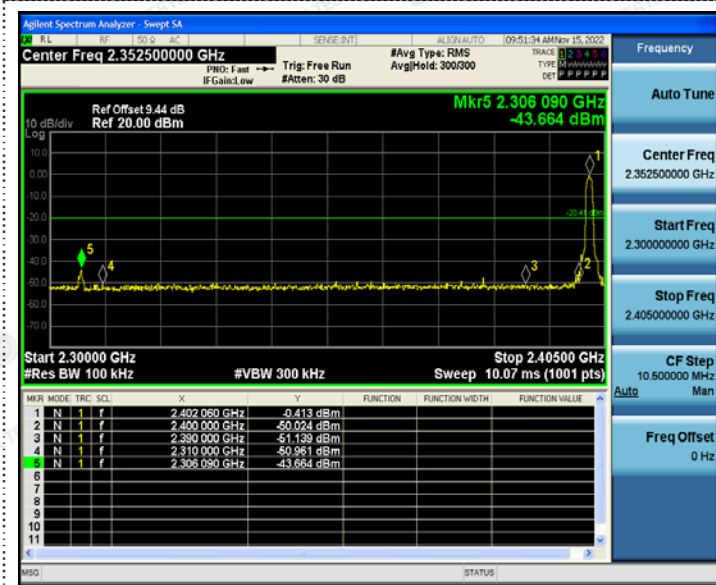 Agilent Spectrum Analyzer - Swept SA
RL RF 50 Ω AC SENSE:INT ALIGN AUTO 09:51:34 AM Nov 15, 2022
Center Freq 2.352500000 GHz #Avg Type: RMS TRACE 1 2 3 4 5 6
PNO: Fast Trig: Free Run Avg|Hold: 300/300 TYPE M
IFGain:Low #Atten: 30 dB DET P P P P P P
Ref Offset 9.44 dB Mkr5 2.306 090 GHz
10 dB/div Ref 20.00 dBm -43.664 dBm
Log
10.0
0.00
-10.0
-20.0
-30.0
-40.0
-50.0
-60.0
-70.0
1
-20.41 dBm
5
4
3
2
Start 2.30000 GHz Stop 2.40500 GHz
#Res BW 100 kHz #VBW 300 kHz Sweep 10.07 ms (1001 pts)
MKR MODE TRC SCL X Y FUNCTION FUNCTION WIDTH FUNCTION VALUE
1 N 1 f 2.402 060 GHz -0.413 dBm
2 N 1 f 2.400 000 GHz -50.024 dBm
3 N 1 f 2.390 000 GHz -51.139 dBm
4 N 1 f 2.310 000 GHz -50.961 dBm
5 N 1 f 2.306 090 GHz -43.664 dBm
6
7
8
9
10
11
MSG STATUS
Frequency
Auto Tune
Center Freq
2.352500000 GHz
Start Freq
2.300000000 GHz
Stop Freq
2.405000000 GHz
CF Step
10.500000 MHz
Auto Man
Freq Offset
0 Hz